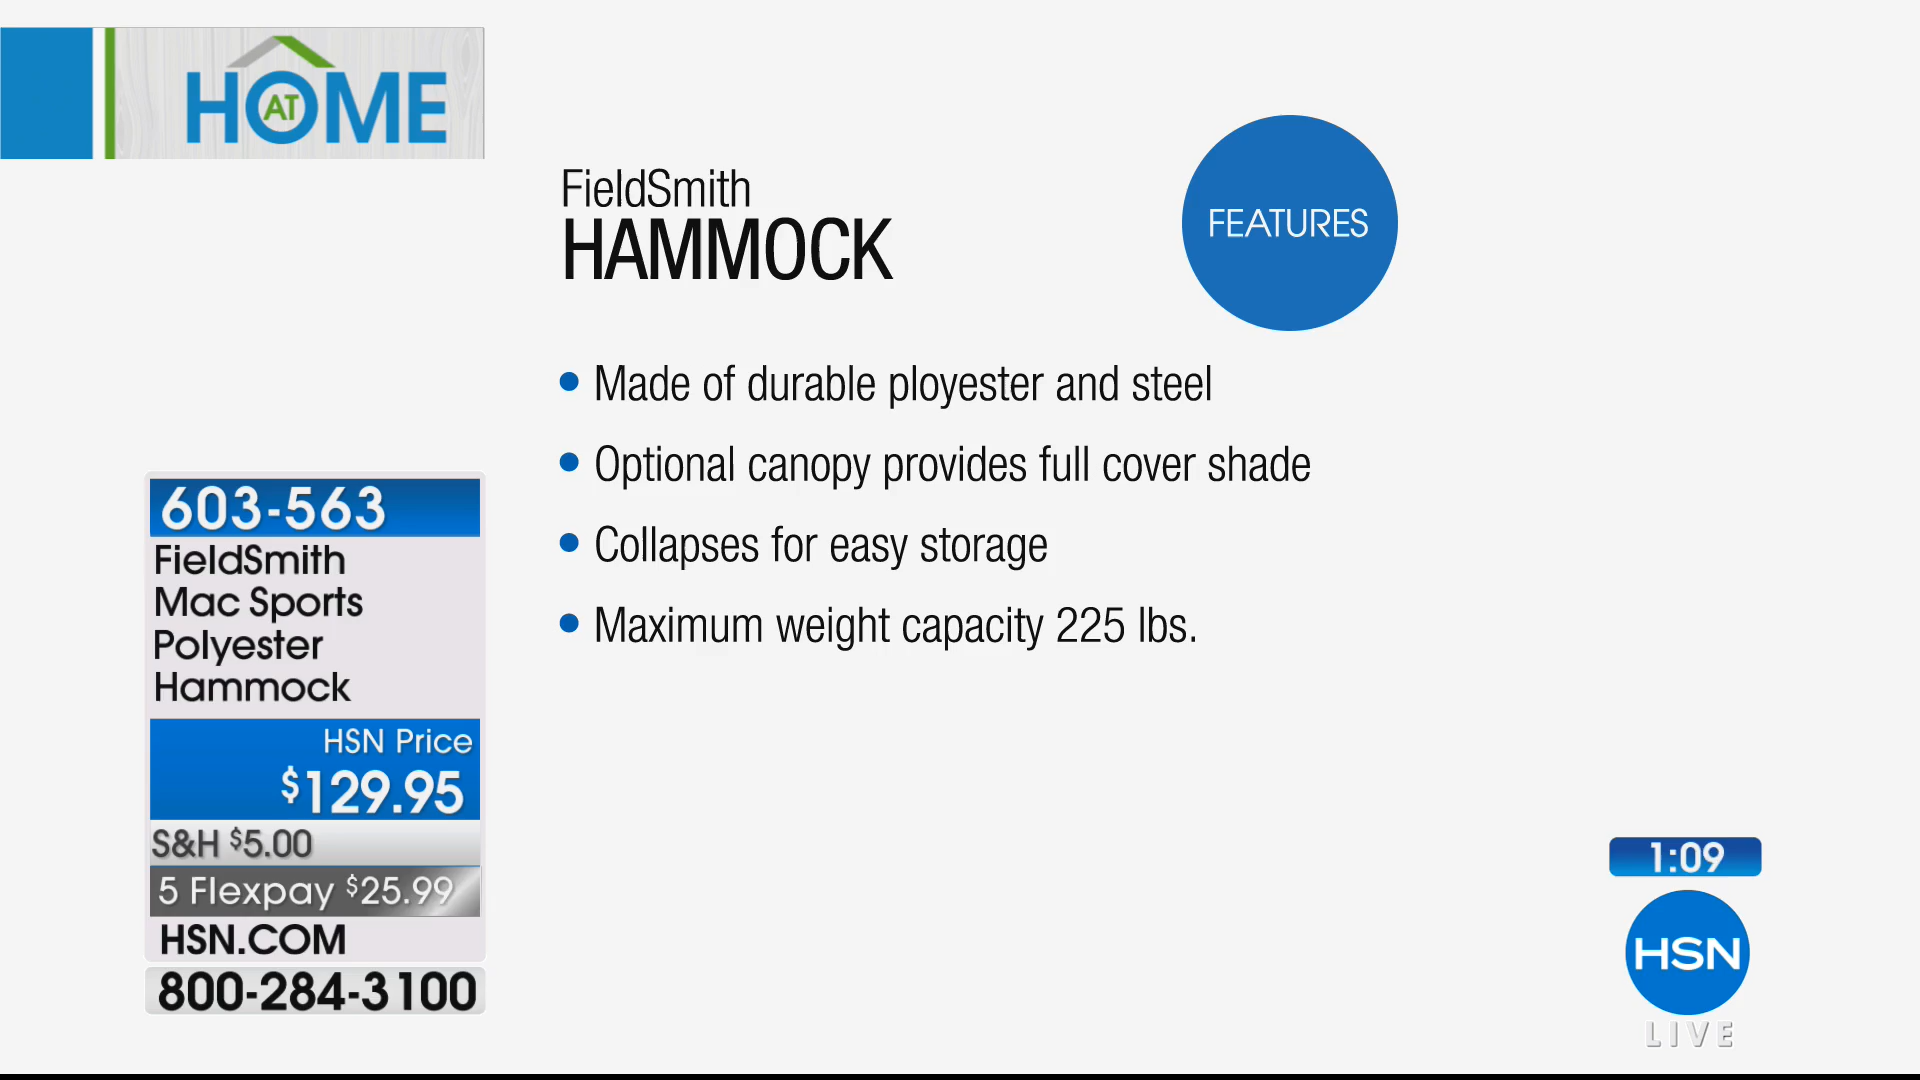 HOME
AT
FieldSmith
HAMMOCK
FEATURES
• Made of durable ployester and steel
• Optional canopy provides full cover shade
• Collapses for easy storage
• Maximum weight capacity 225 lbs.
603-563
FieldSmith
Mac Sports
Polyester
Hammock
HSN Price
$129.95
S&H $5.00
5 Flexpay $25.99
HSN.COM
800-284-3100
1:09
HSN
LIVE